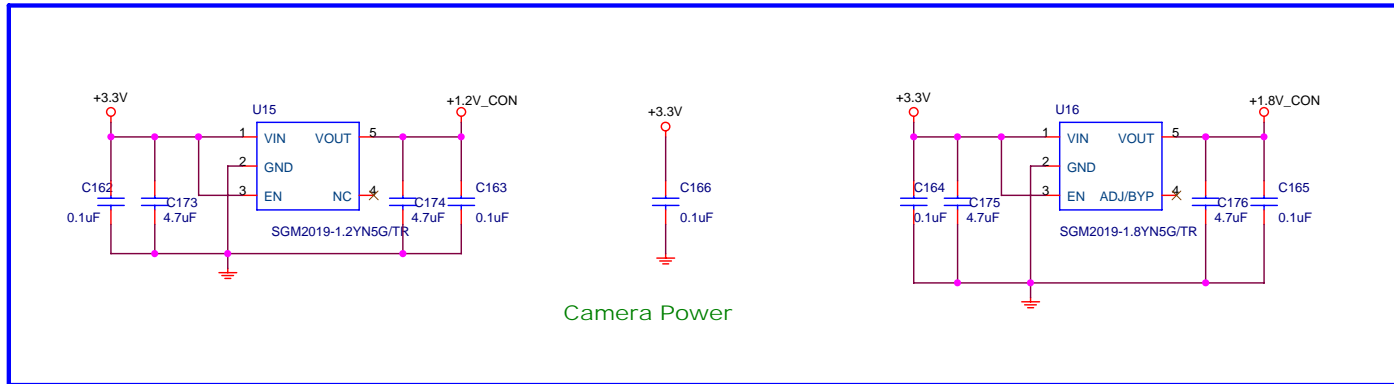 +3.3V
U15
+1.2V_CON
1
VIN
VOUT
5
2
GND
3
EN
NC
4
C162
0.1uF
C173
4.7uF
C174
4.7uF
C163
0.1uF
SGM2019-1.2YN5G/TR
+3.3V
C166
0.1uF
Camera Power
+3.3V
U16
+1.8V_CON
1
VIN
VOUT
5
2
GND
3
EN
ADJ/BYP
4
C164
0.1uF
C175
4.7uF
C176
4.7uF
C165
0.1uF
SGM2019-1.8YN5G/TR